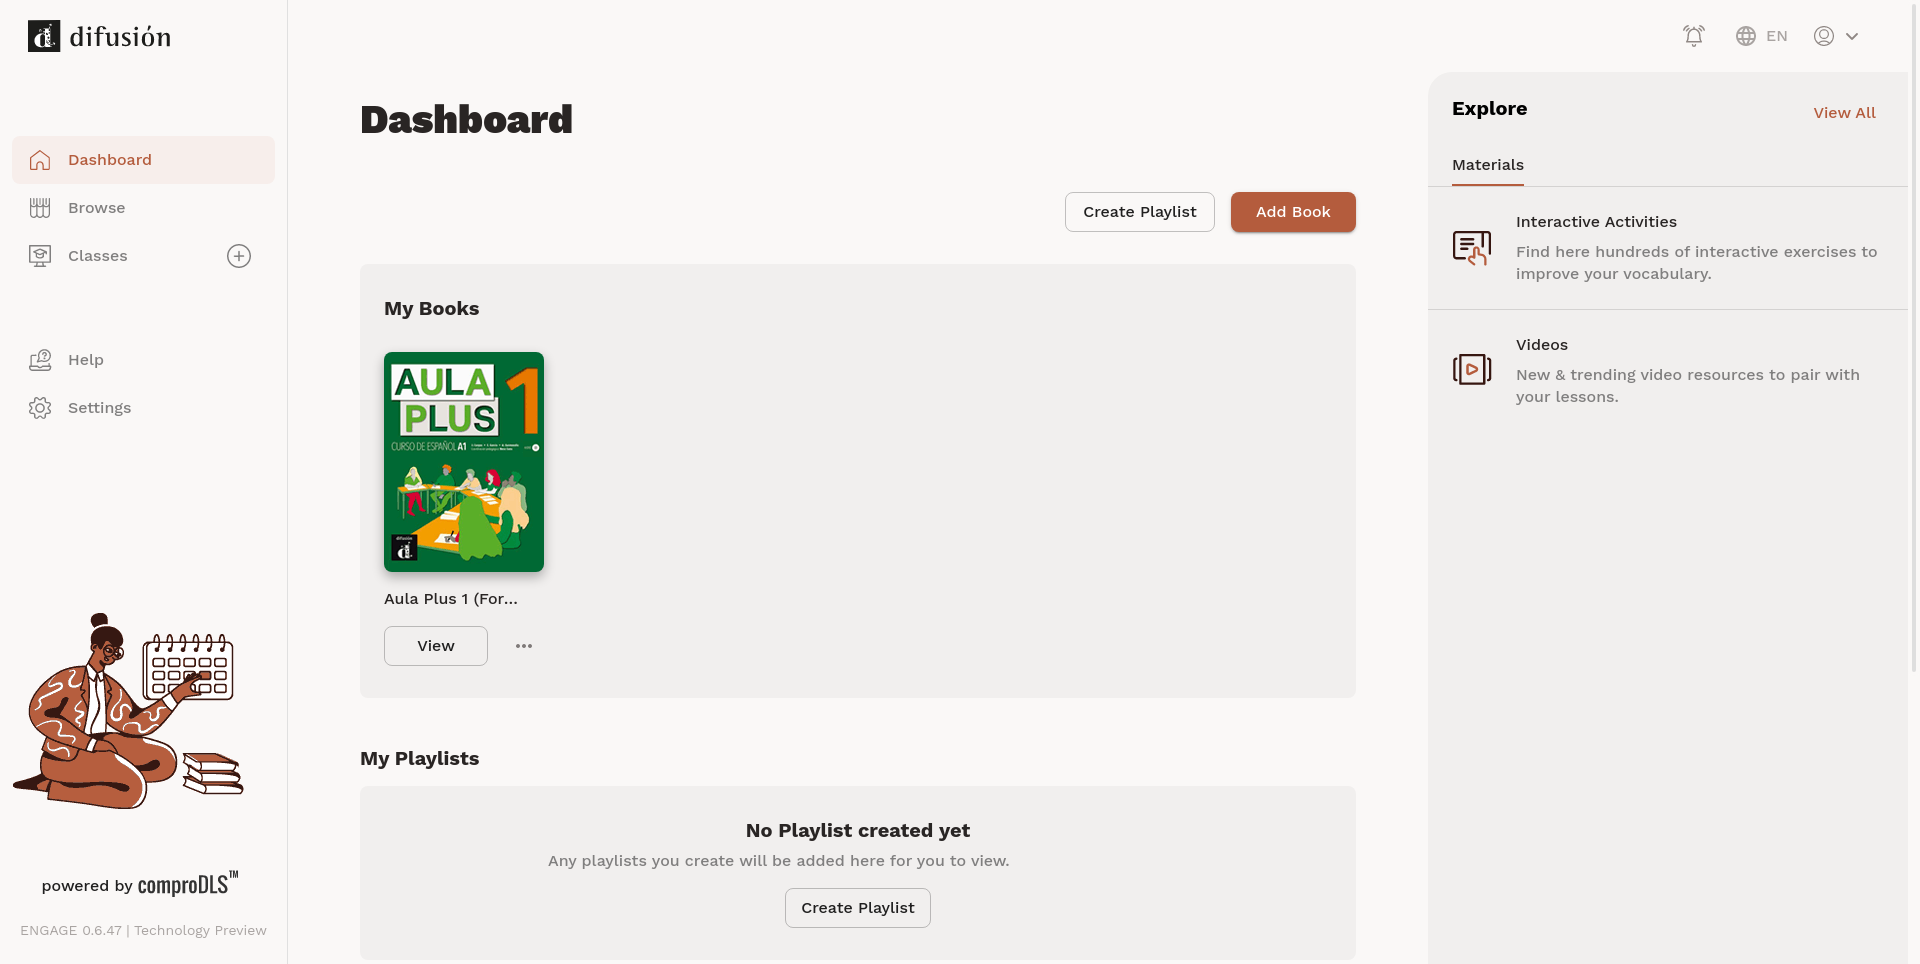 difusión
EN
Dashboard
Browse
Classes
Help
Settings
powered by comproDLS™
ENGAGE 0.6.47 | Technology Preview
Dashboard
Create Playlist
Add Book
My Books
AULA
PLUS
1
CURSO DE ESPAÑOL A1
difusión
Aula Plus 1 (For...
View
My Playlists
No Playlist created yet
Any playlists you create will be added here for you to view.
Create Playlist
Explore
View All
Materials
Interactive Activities
Find here hundreds of interactive exercises to
improve your vocabulary.
Videos
New & trending video resources to pair with
your lessons.